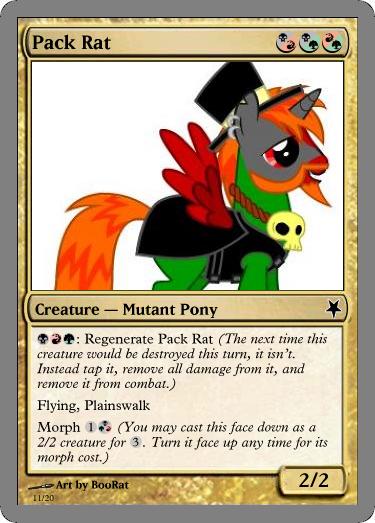 Pack Rat
Creature — Mutant Pony
: Regenerate Pack Rat (The next time this
creature would be destroyed this turn, it isn't.
Instead tap it, remove all damage from it, and
remove it from combat.)
Flying, Plainswalk
Morph 1 (You may cast this face down as a
2/2 creature for 3. Turn it face up any time for its
morph cost.)
Art by BooRat
2/2
11/20